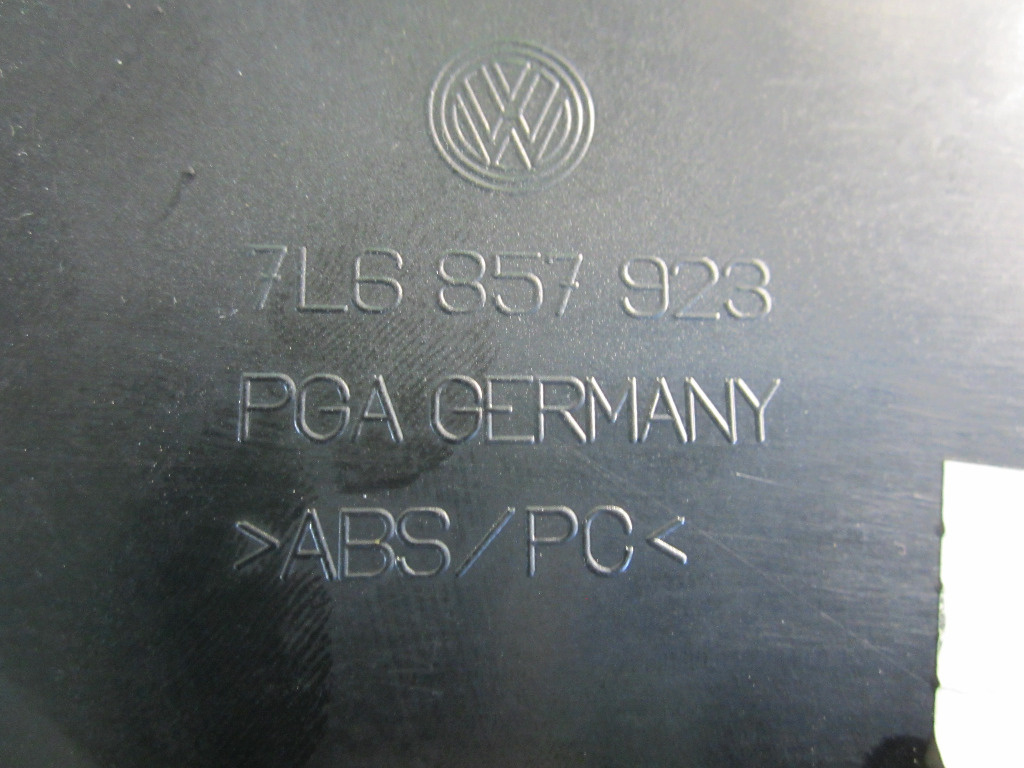 7L6 857 923
PGA GERMANY
>ABS/PC<